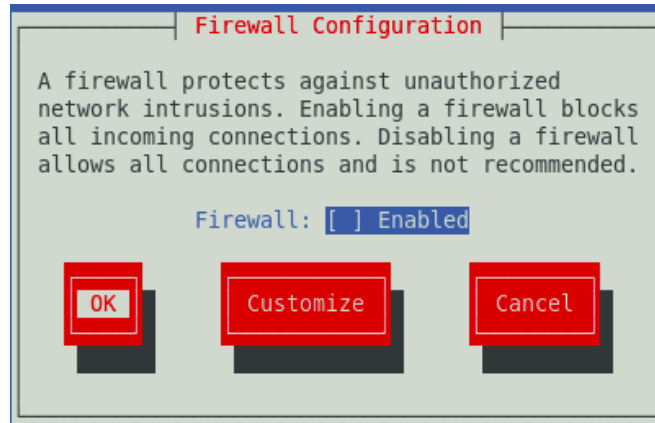 Firewall Configuration
A firewall protects against unauthorized
network intrusions. Enabling a firewall blocks
all incoming connections. Disabling a firewall
allows all connections and is not recommended.
Firewall: [ ] Enabled
OK Customize Cancel